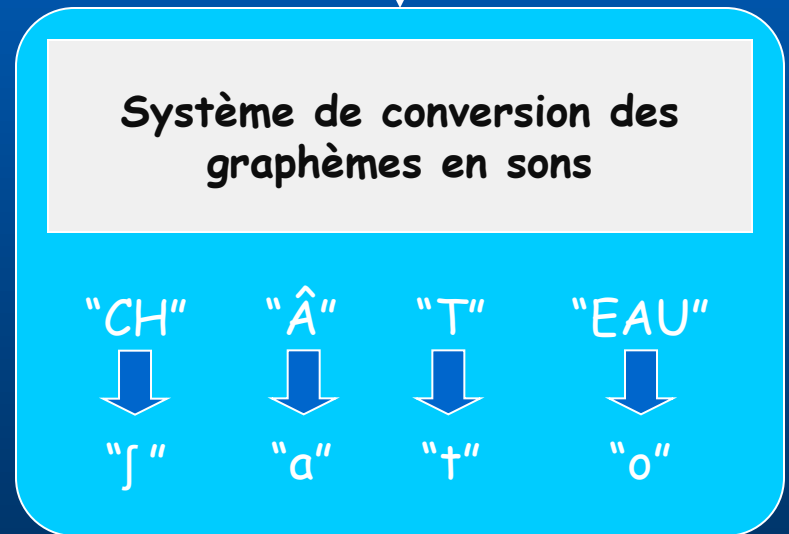 Système de conversion des
graphèmes en sons
“CH” “Д “T” “EAU”
“ʃ ” “a” “t” “o”